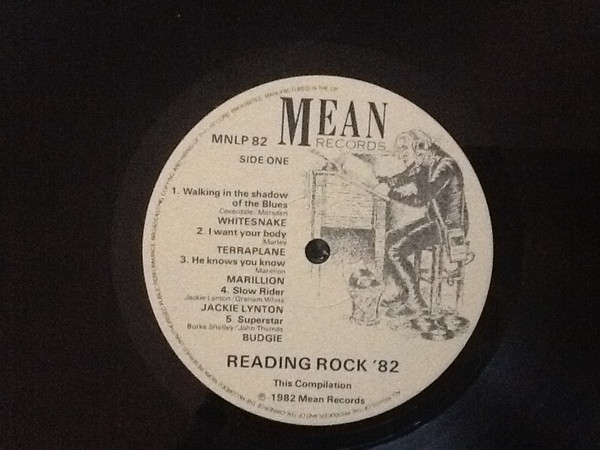 MEAN
RECORDS
MNLP 82
SIDE ONE
1. Walking in the shadow
of the Blues
Coverdale/Marsden
WHITESNAKE
2. I want your body
Morley
TERRAPLANE
3. He knows you know
Marillion
MARILLION
4. Slow Rider
Jackie Lynton/Graham White
JACKIE LYNTON
5. Superstar
Burke Shelley/John Thomas
BUDGIE
READING ROCK '82
This Compilation
℗ 1982 Mean Records